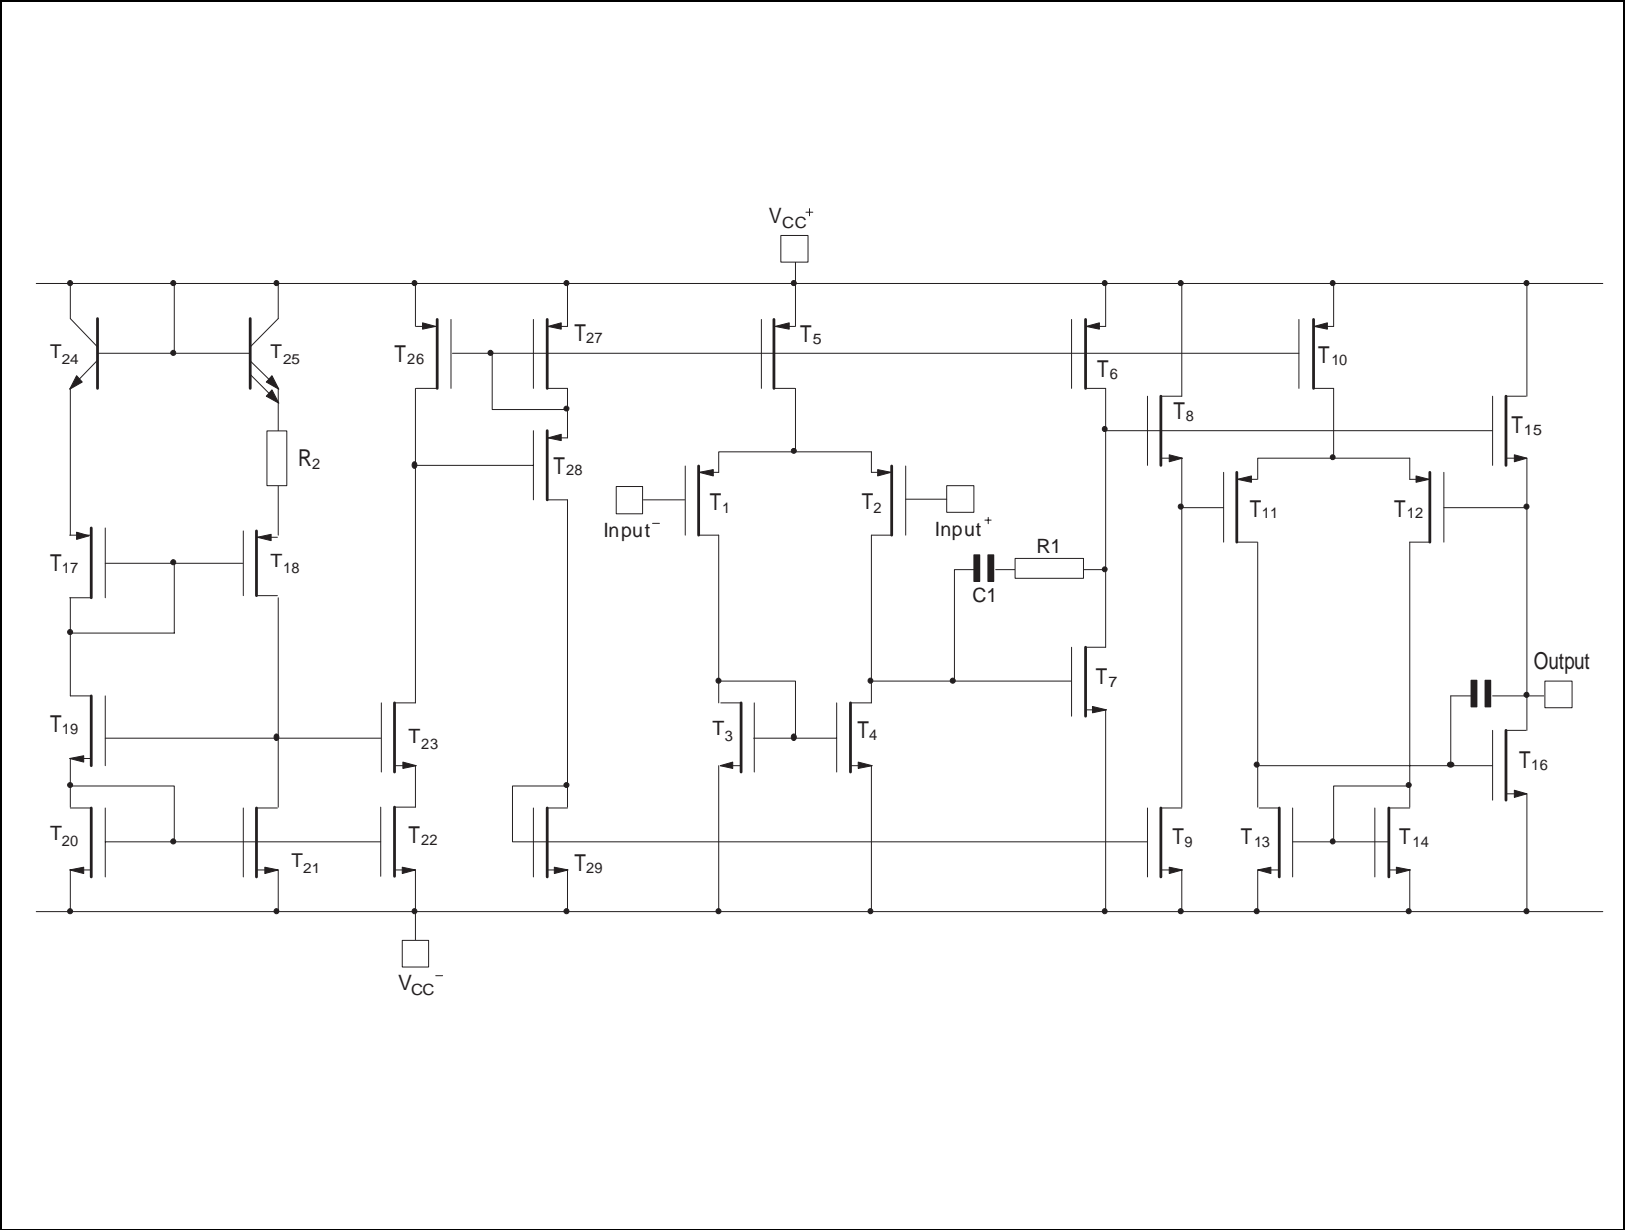 VCC+
T24
T25
T26
T27
T5
T6
T10
T8
T15
R2
T28
T1
T2
T11
T12
Input−
Input+
T17
T18
R1
C1
Output
T7
T19
T23
T3
T4
T16
T20
T21
T22
T29
T9
T13
T14
VCC−